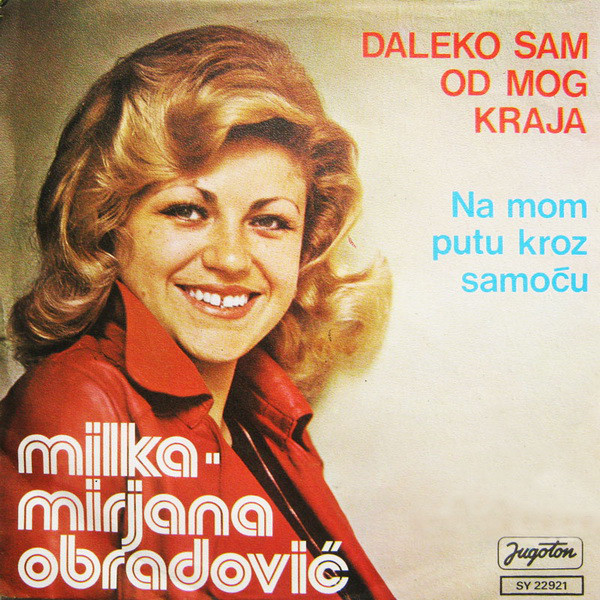 DALEKO SAM
OD MOG
KRAJA
Na mom
putu kroz
samoću
milka-
mirjana
obradović
Jugoton
SY 22921